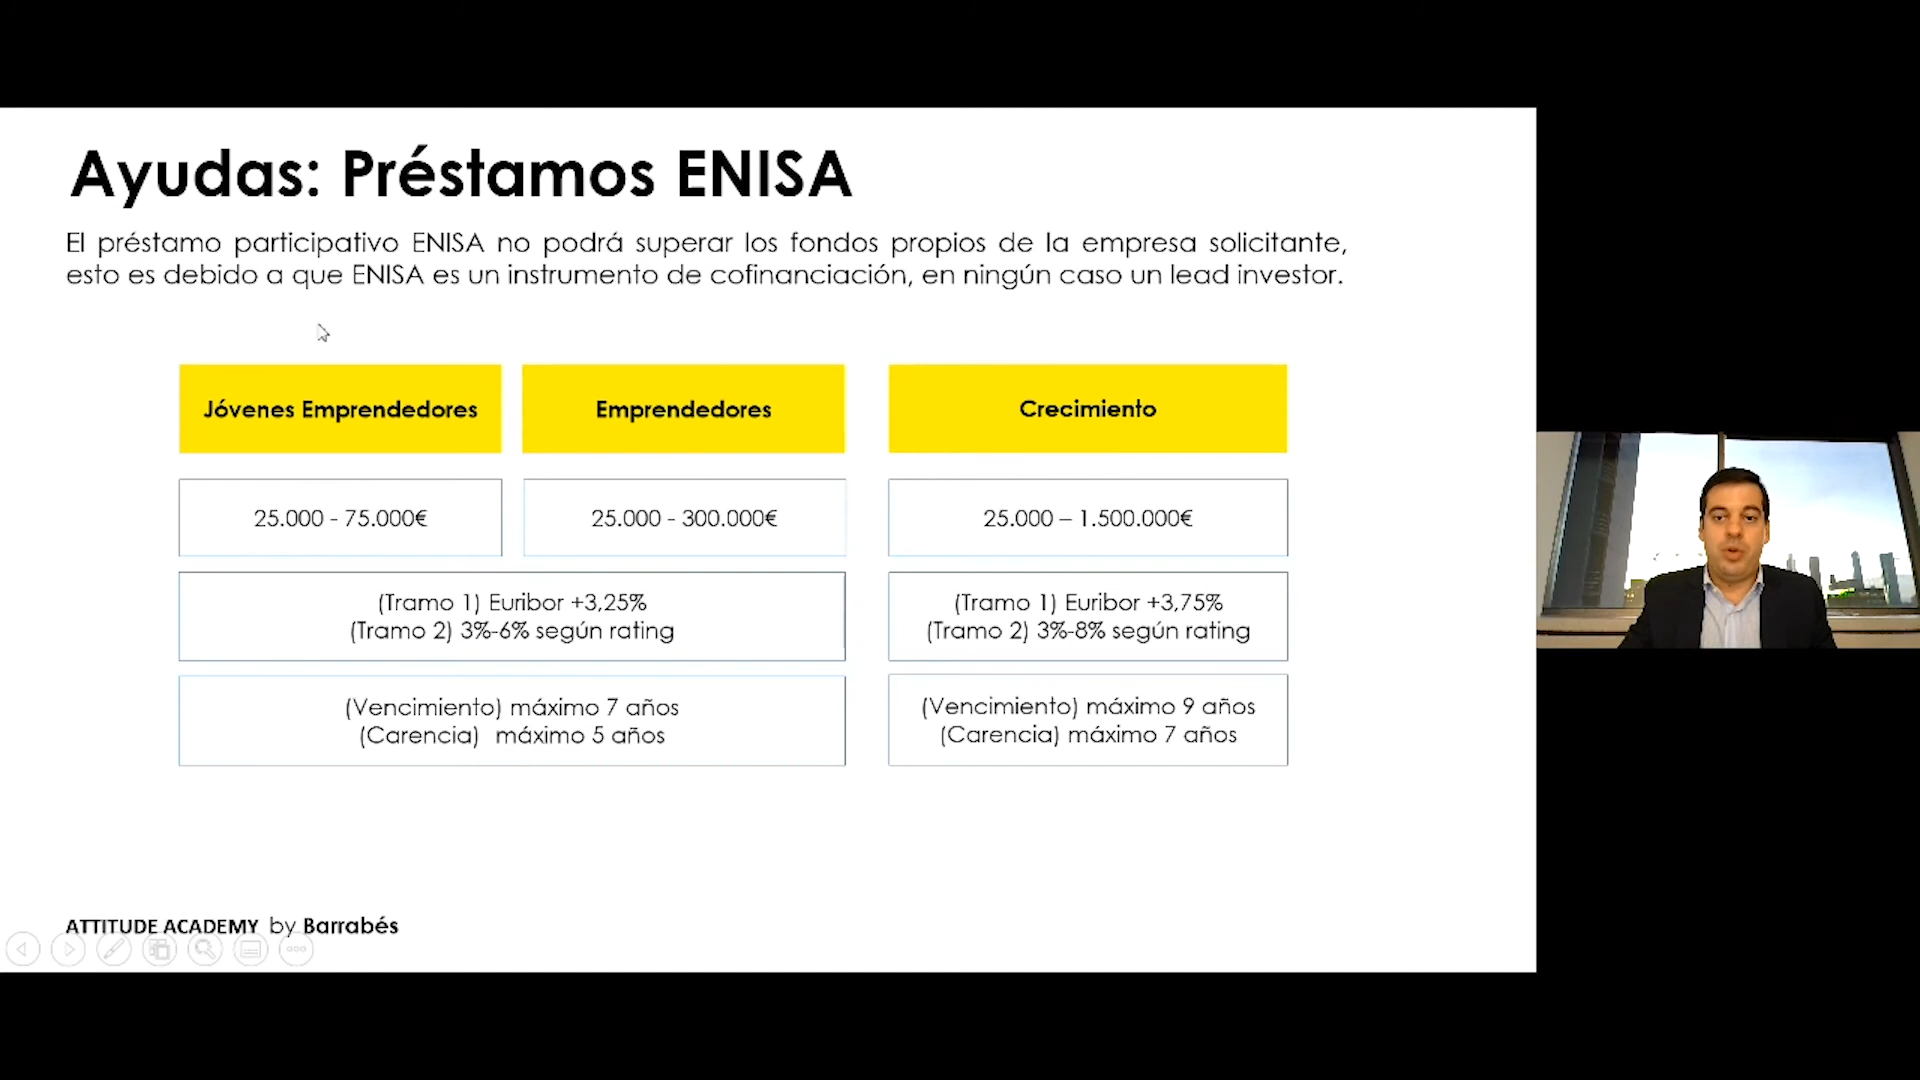 Ayudas: Préstamos ENISA
El préstamo participativo ENISA no podrá superar los fondos propios de la empresa solicitante,
esto es debido a que ENISA es un instrumento de cofinanciación, en ningún caso un lead investor.
Jóvenes Emprendedores
Emprendedores
Crecimiento
25.000 - 75.000€
25.000 - 300.000€
25.000 – 1.500.000€
(Tramo 1) Euribor +3,25%
(Tramo 2) 3%-6% según rating
(Tramo 1) Euribor +3,75%
(Tramo 2) 3%-8% según rating
(Vencimiento) máximo 7 años
(Carencia) máximo 5 años
(Vencimiento) máximo 9 años
(Carencia) máximo 7 años
ATTITUDE ACADEMY by Barrabés